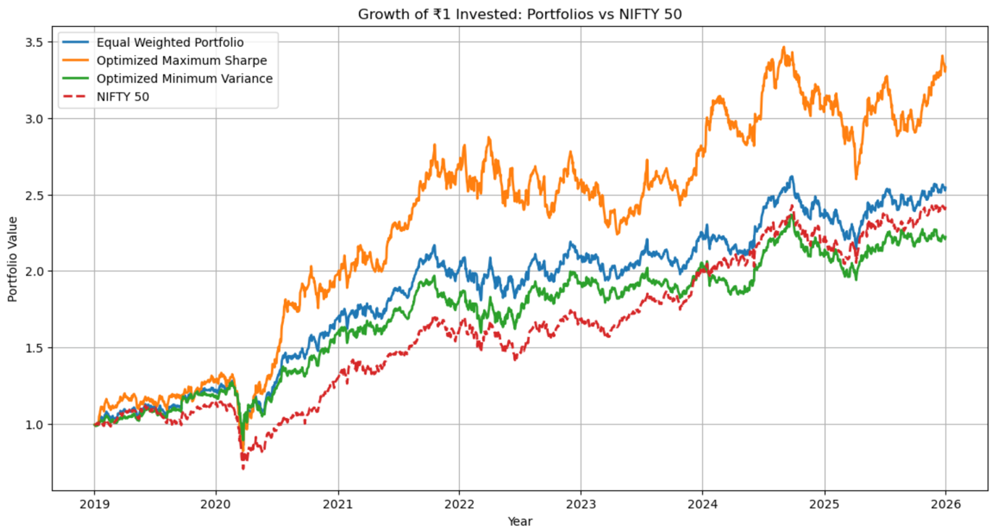 Growth of ₹1 Invested: Portfolios vs NIFTY 50
Equal Weighted Portfolio
Optimized Maximum Sharpe
Optimized Minimum Variance
NIFTY 50
Portfolio Value
3.5
3.0
2.5
2.0
1.5
1.0
2019 2020 2021 2022 2023 2024 2025 2026
Year